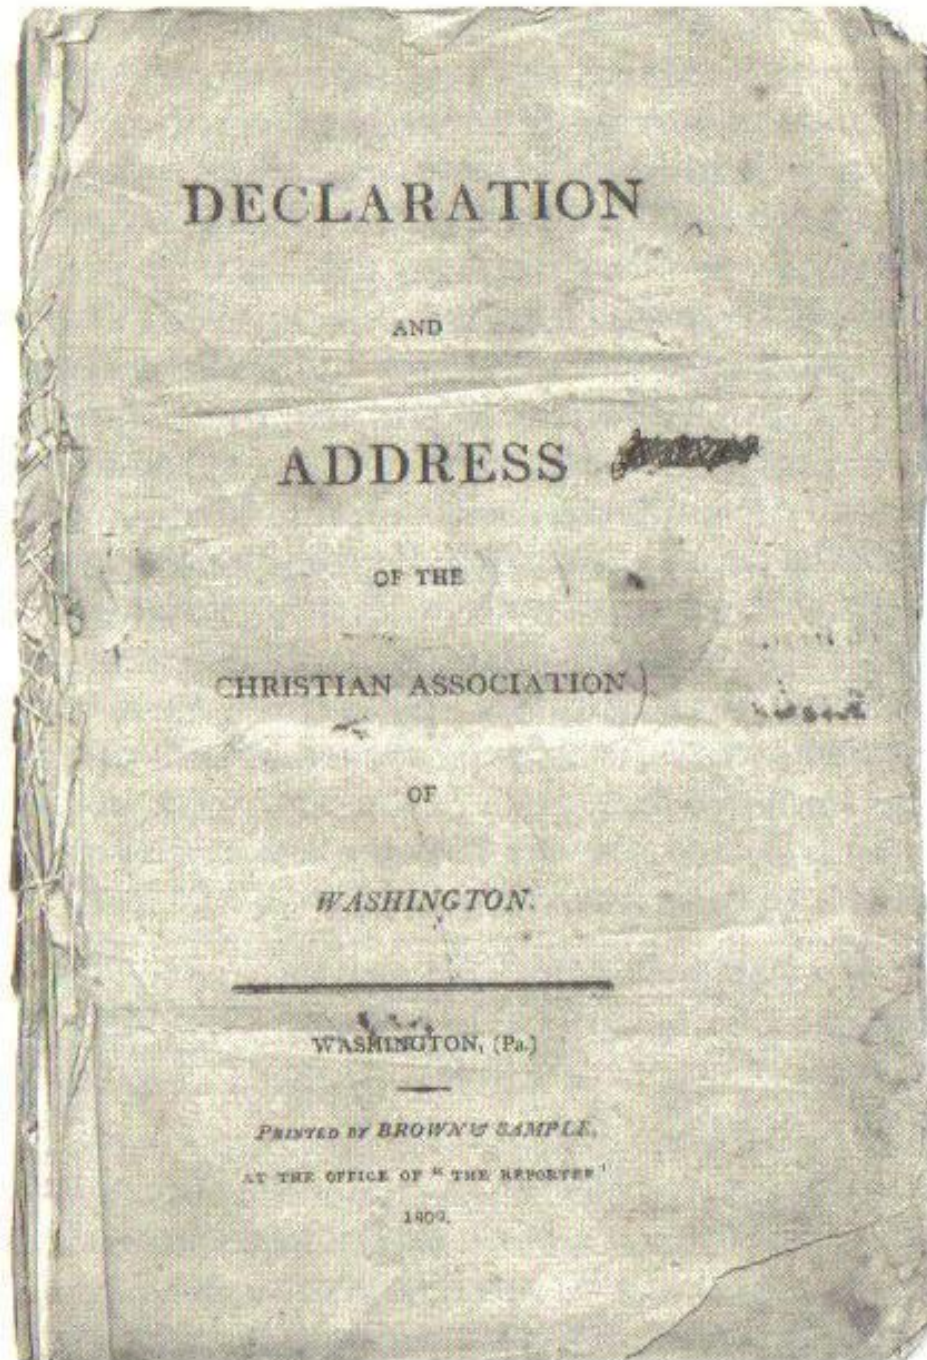 DECLARATION
AND
ADDRESS
OF THE
CHRISTIAN ASSOCIATION
OF
WASHINGTON.
WASHINGTON, (Pa.)
PRINTED BY BROWN & SAMPLE,
AT THE OFFICE OF "THE REPORTER"
1809.